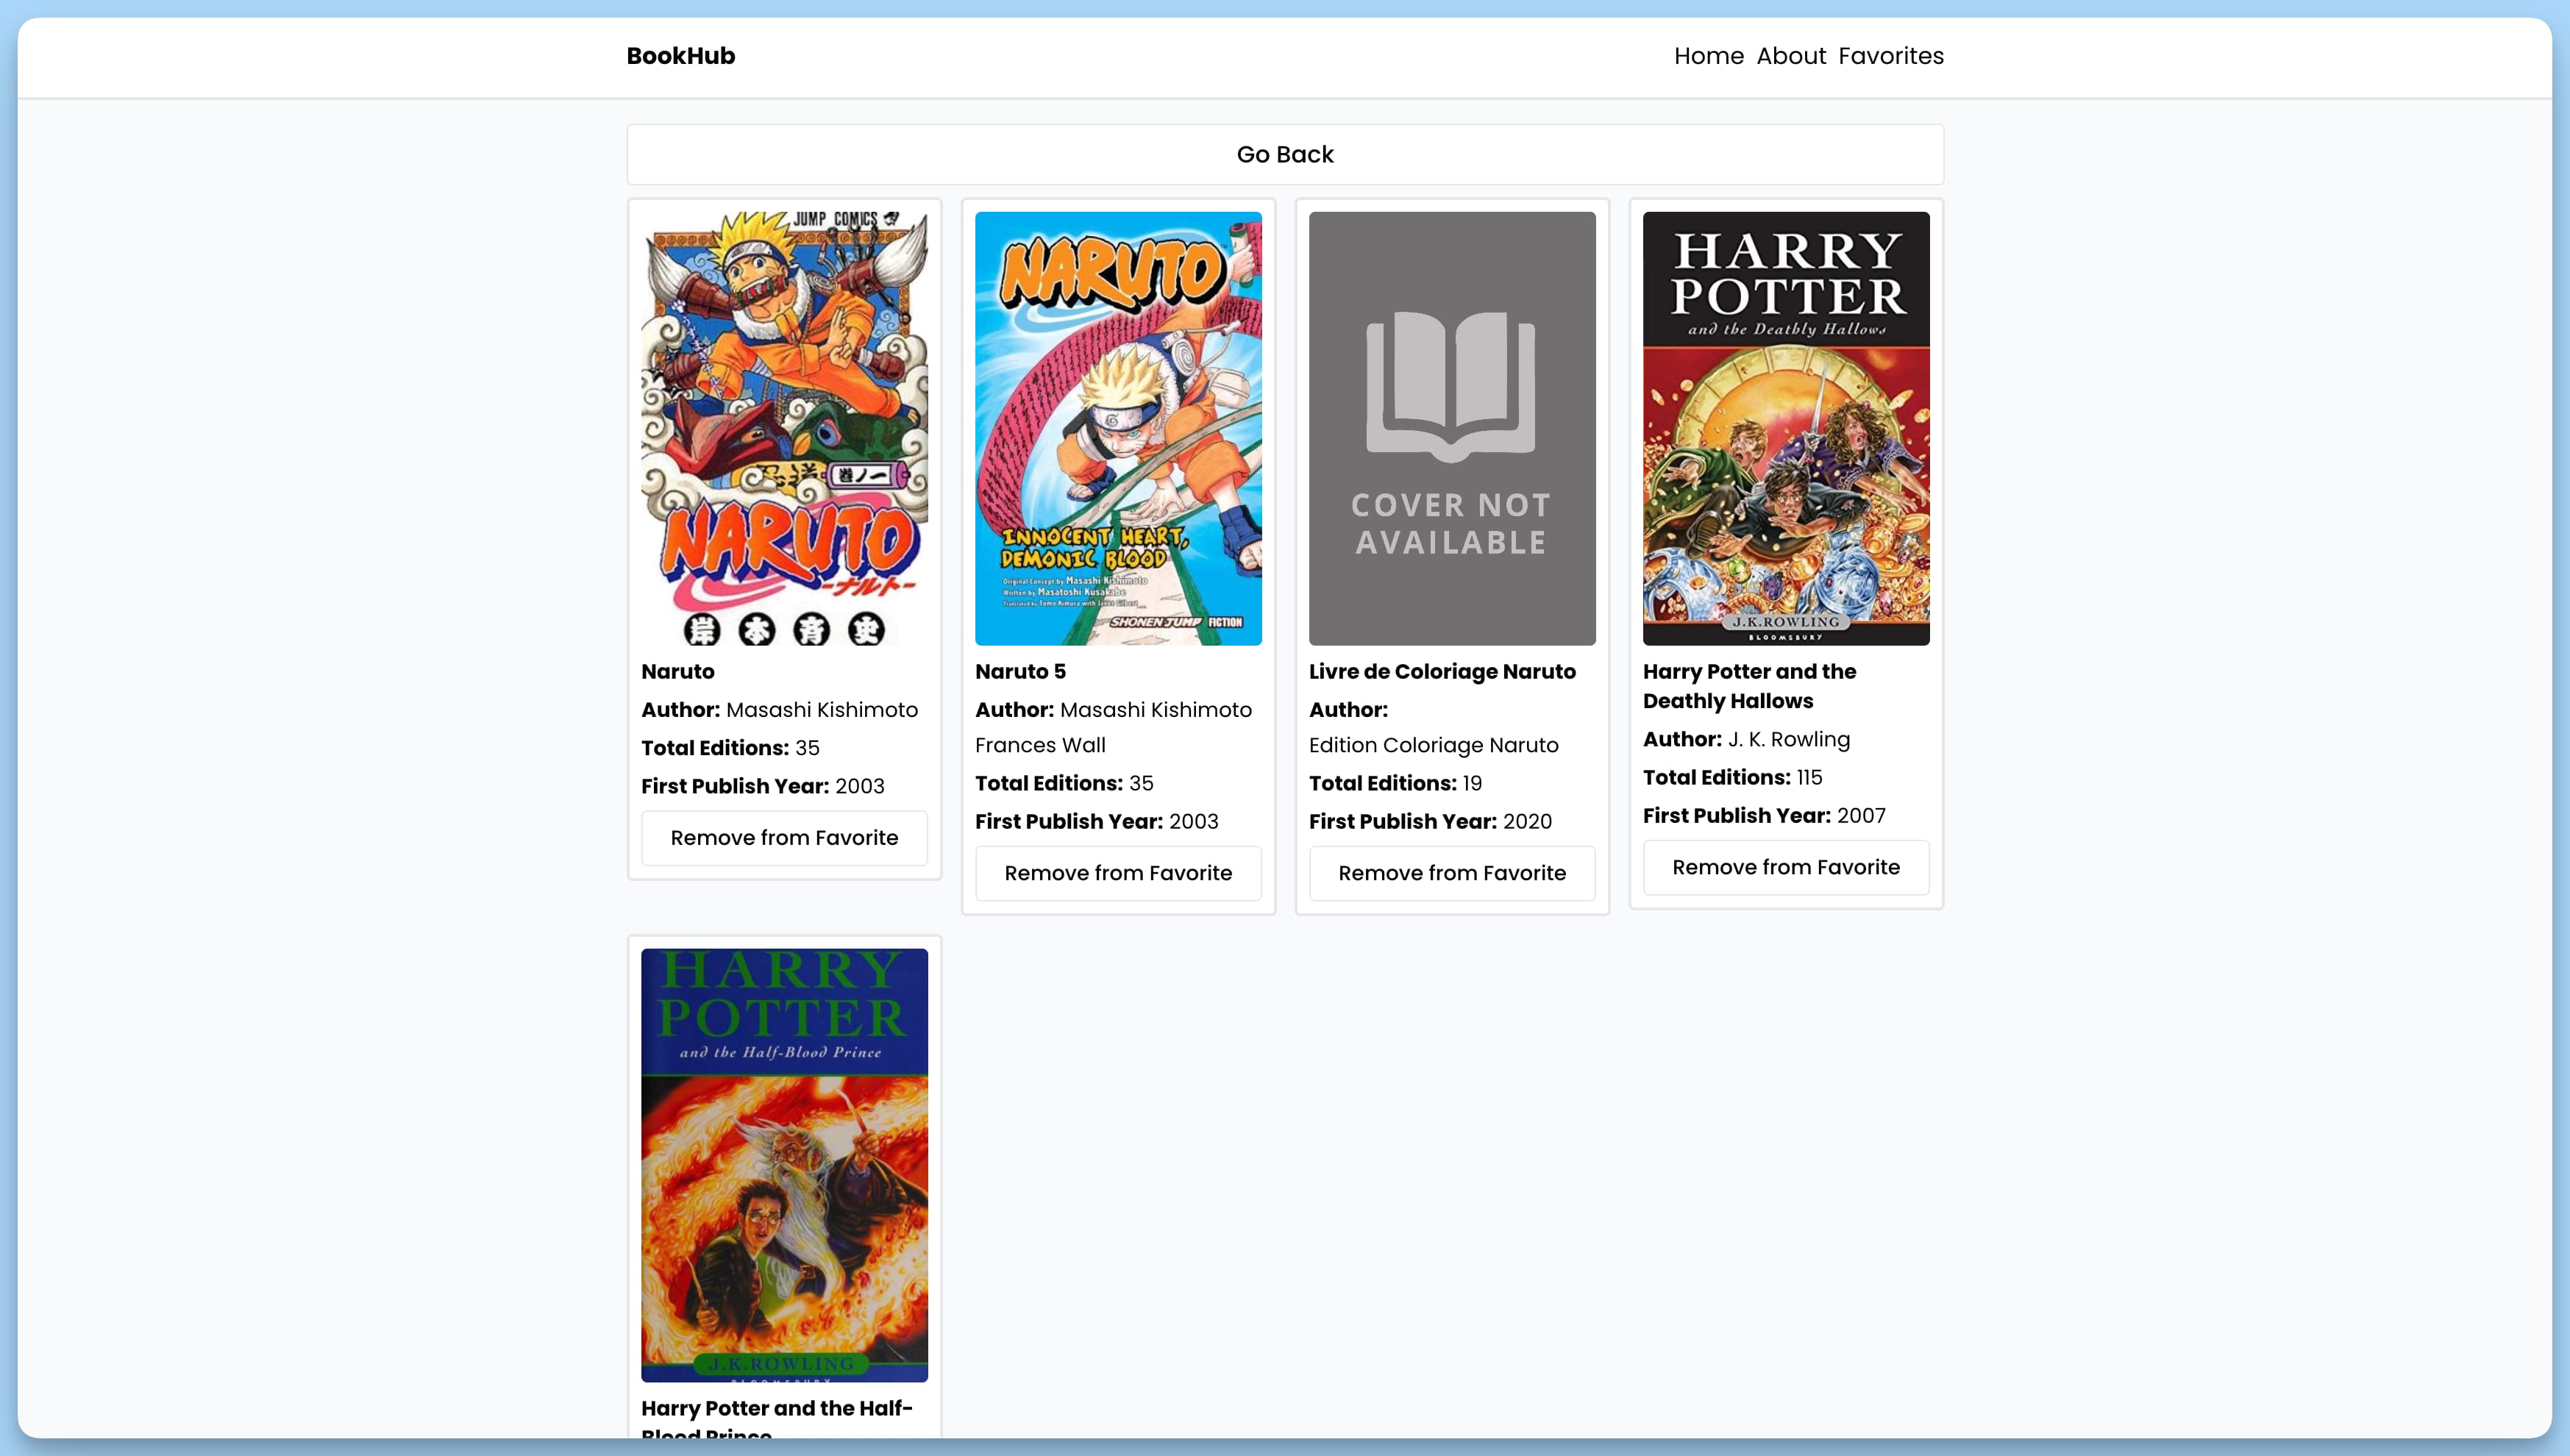 BookHub
Home About Favorites
Go Back
JUMP COMICS
巻ノ一
NARUTO
-ナルト-
岸本斉史
Naruto
Author: Masashi Kishimoto
Total Editions: 35
First Publish Year: 2003
Remove from Favorite
NARUTO
INNOCENT HEART,
DEMONIC BLOOD
Original Concept by Masashi Kishimoto
Written by Masatoshi Kusakabe
SHONEN JUMP FICTION
Naruto 5
Author: Masashi Kishimoto
Frances Wall
Total Editions: 35
First Publish Year: 2003
Remove from Favorite
COVER NOT
AVAILABLE
Livre de Coloriage Naruto
Author:
Edition Coloriage Naruto
Total Editions: 19
First Publish Year: 2020
Remove from Favorite
HARRY
POTTER
and the Deathly Hallows
J.K.ROWLING
BLOOMSBURY
Harry Potter and the
Deathly Hallows
Author: J. K. Rowling
Total Editions: 115
First Publish Year: 2007
Remove from Favorite
HARRY
POTTER
and the Half-Blood Prince
J.K.ROWLING
Harry Potter and the Half-
Blood Prince